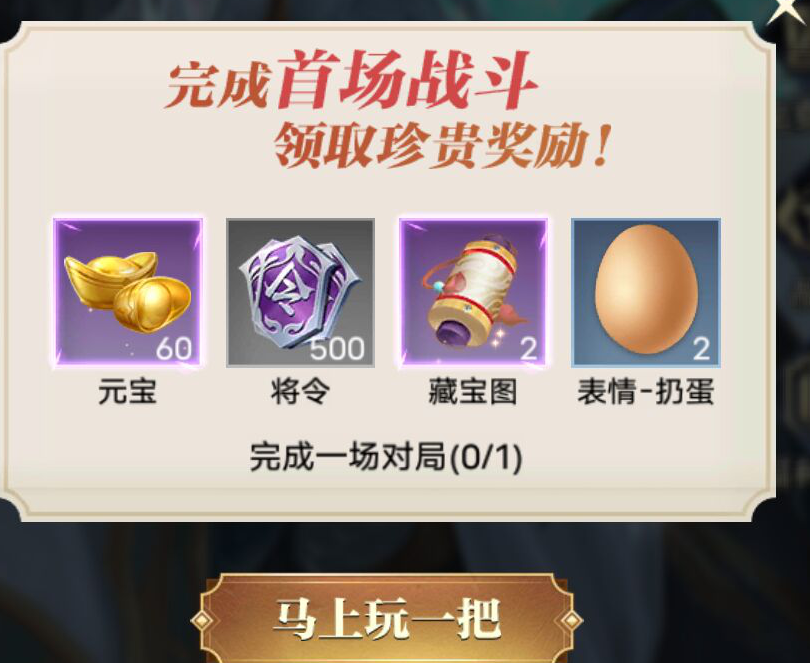 完成首场战斗
领取珍贵奖励!
60
500
2
2
元宝
将令
藏宝图
表情-扔蛋
完成一场对局(0/1)
马上玩一把